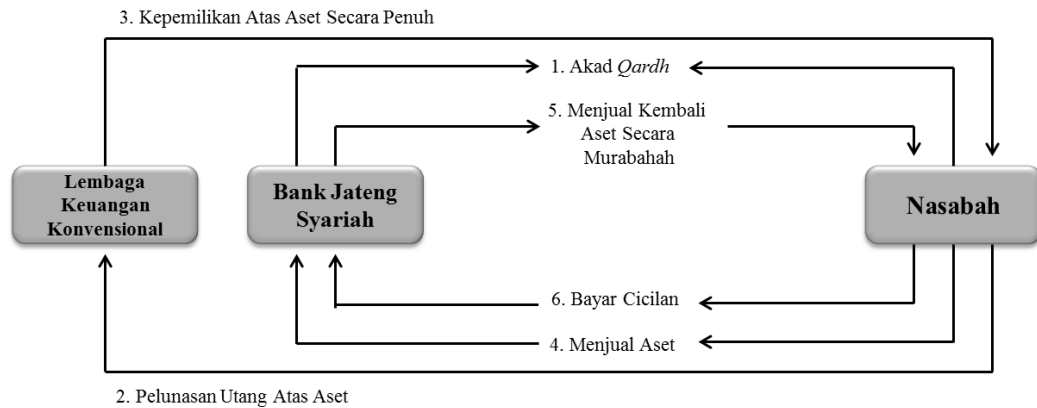 3. Kepemilikan Atas Aset Secara Penuh
1. Akad Qardh
5. Menjual Kembali
Aset Secara
Murabahah
Lembaga
Keuangan
Konvensional
Bank Jateng
Syariah
Nasabah
6. Bayar Cicilan
4. Menjual Aset
2. Pelunasan Utang Atas Aset